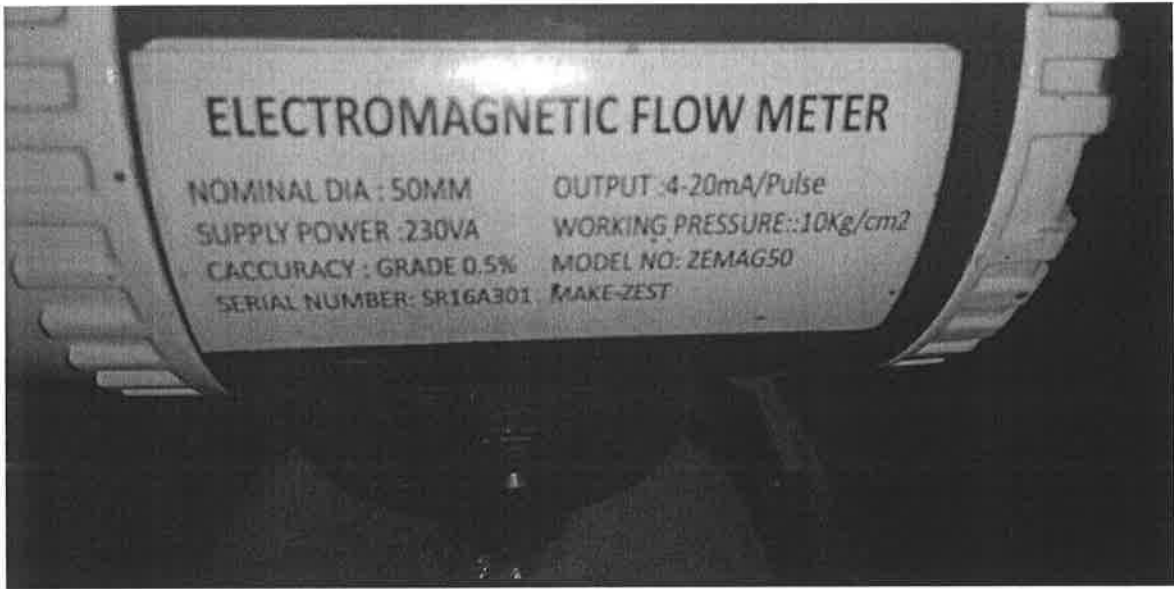 ELECTROMAGNETIC FLOW METER
NOMINAL DIA : 50MM OUTPUT :4-20mA/Pulse
SUPPLY POWER :230VA WORKING PRESSURE::10Kg/cm2
CACCURACY : GRADE 0.5% MODEL NO: ZEMAG50
SERIAL NUMBER: SR16A301 MAKE-ZEST